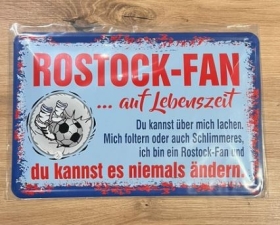 ROSTOCK-FAN
... auf Lebenszeit
Du kannst über mich lachen.
Mich foltern oder auch Schlimmeres,
ich bin ein Rostock-Fan und
du kannst es niemals ändern.